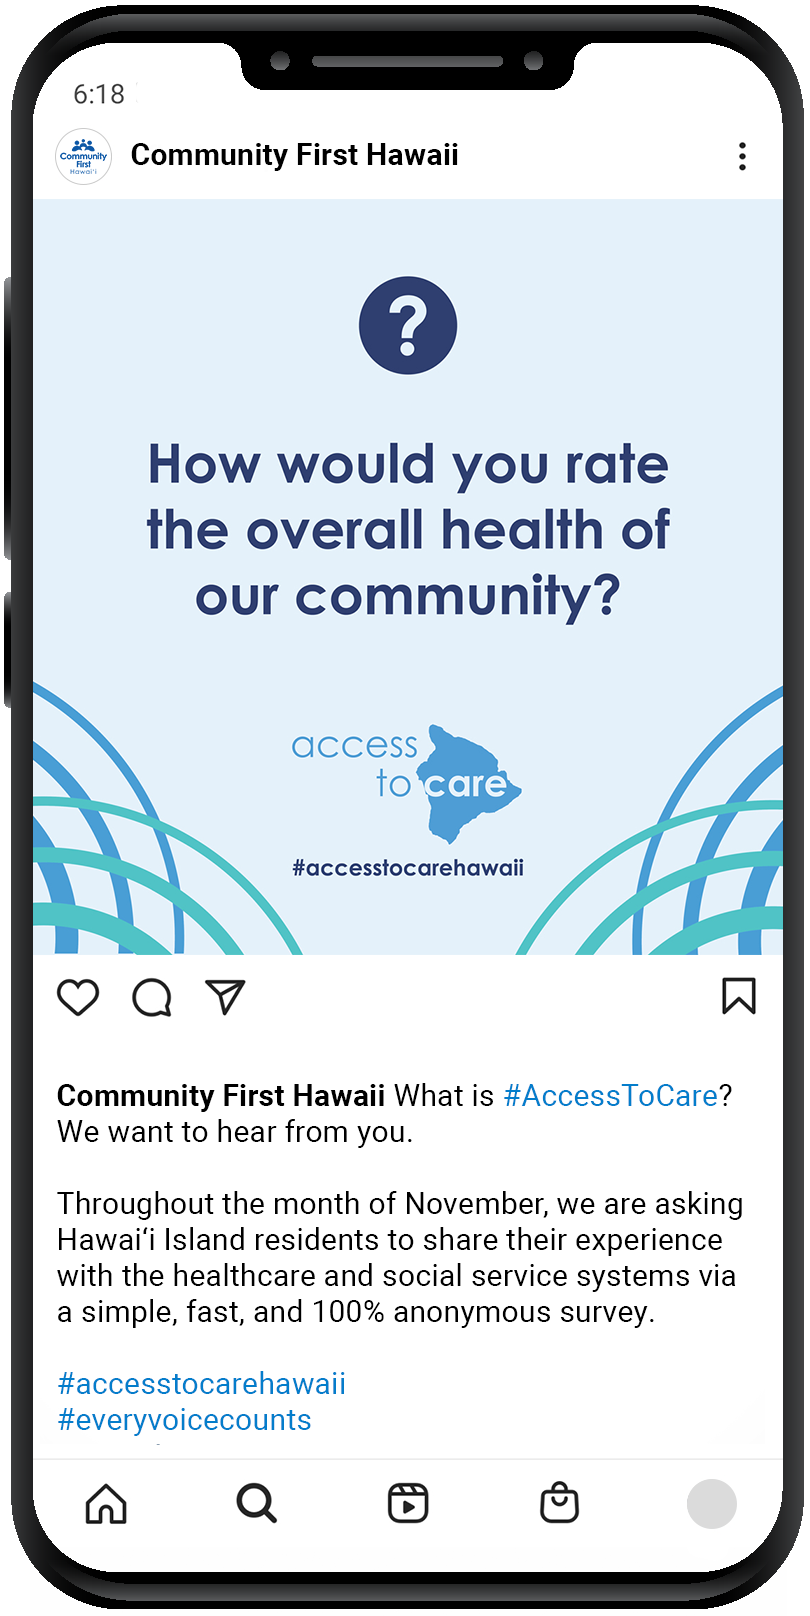 6:18
Community
First
Hawai'i
Community First Hawaii
?
How would you rate
the overall health of
our community?
access
to care
#accesstocarehawaii
Community First Hawaii What is #AccessToCare?
We want to hear from you.
Throughout the month of November, we are asking
Hawai‘i Island residents to share their experience
with the healthcare and social service systems via
a simple, fast, and 100% anonymous survey.
#accesstocarehawaii
#everyvoicecounts